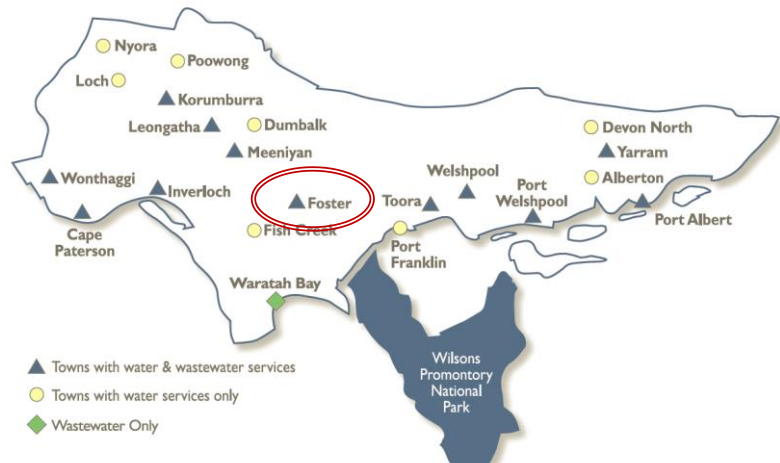 Nyora
Poowong
Loch
Korumburra
Leongatha
Dumbalk
Devon North
Meeniyan
Yarram
Wonthaggi
Inverloch
Foster
Toora
Welshpool
Port
Welshpool
Alberton
Port Albert
Cape
Paterson
Fish Creek
Port
Franklin
Waratah Bay
Wilsons
Promontory
National
Park
Towns with water & wastewater services
Towns with water services only
Wastewater Only